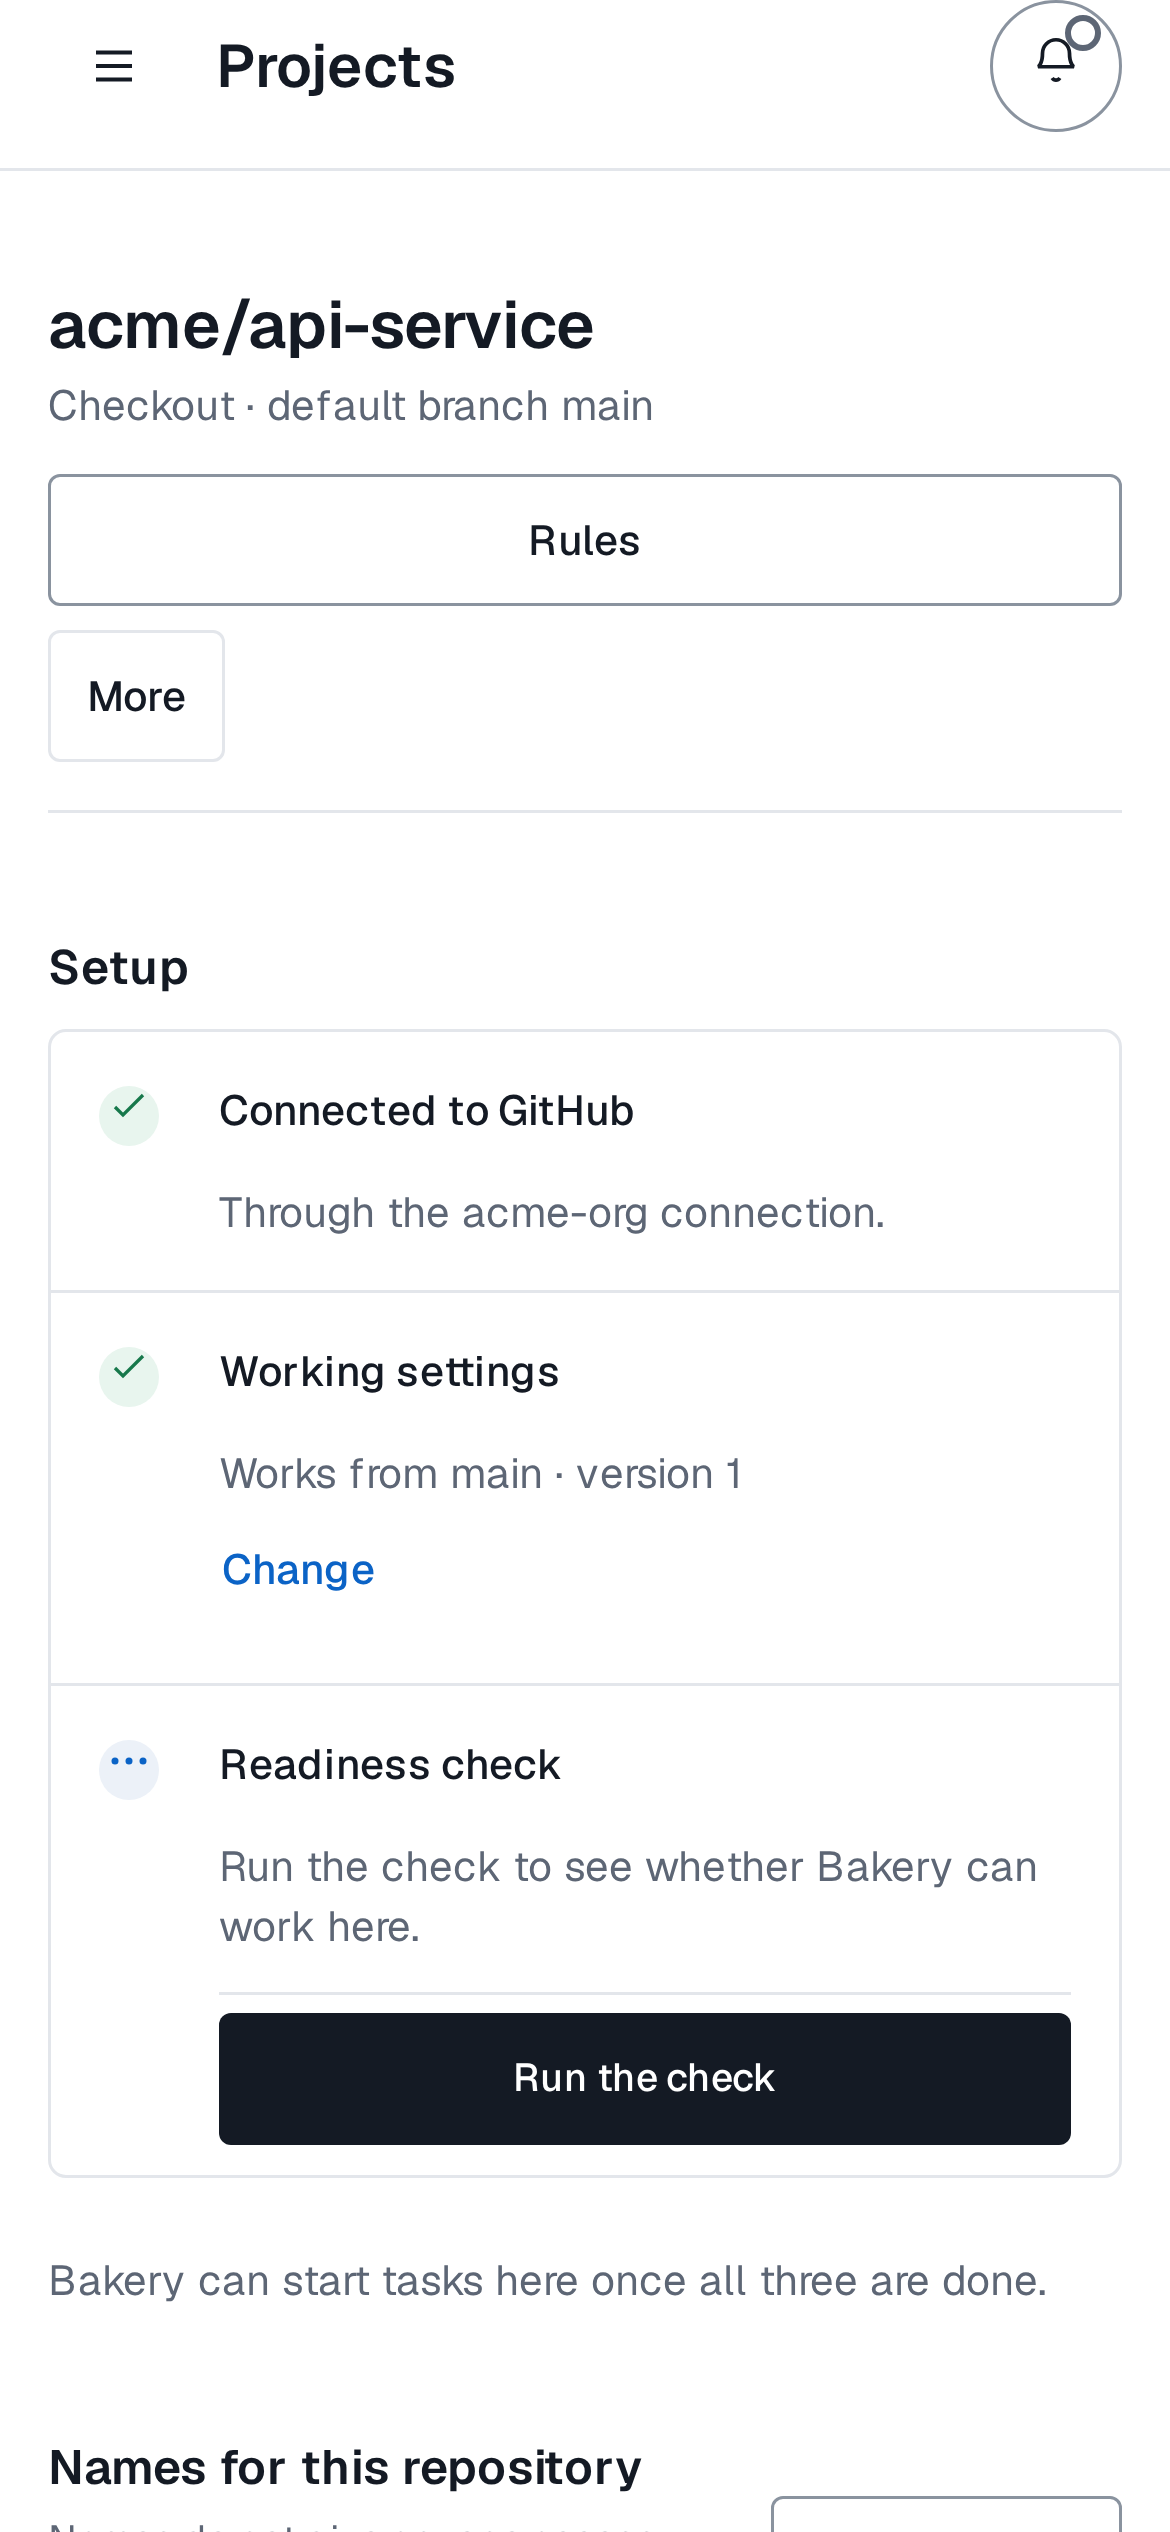 Projects
acme/api-service
Checkout · default branch main
Rules
More
Setup
Connected to GitHub
Through the acme-org connection.
Working settings
Works from main · version 1
Change
Readiness check
Run the check to see whether Bakery can
work here.
Run the check
Bakery can start tasks here once all three are done.
Names for this repository